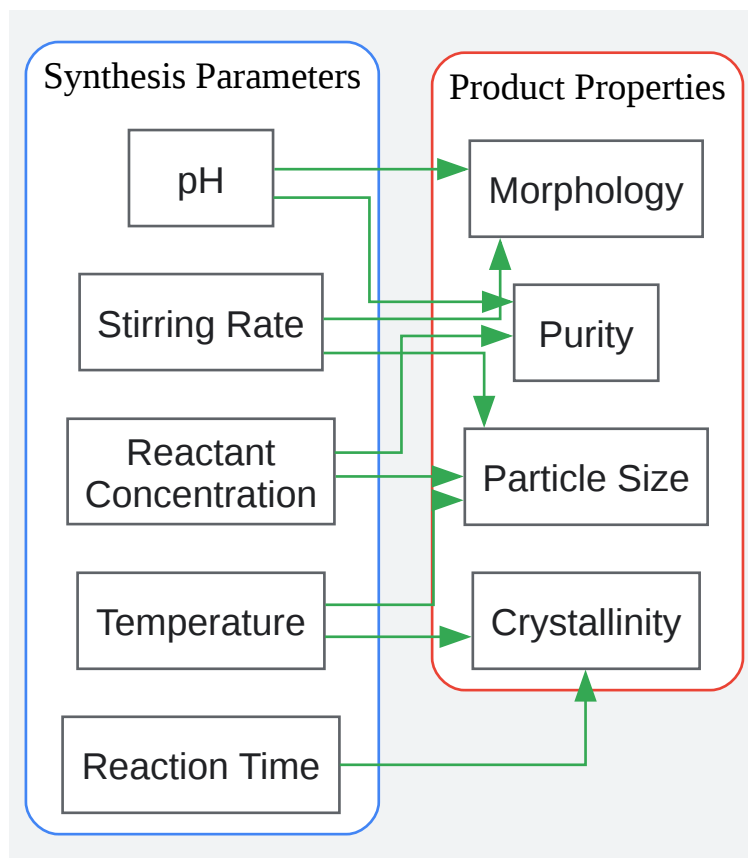 Synthesis Parameters
pH
Stirring Rate
Reactant
Concentration
Temperature
Reaction Time
Product Properties
Morphology
Purity
Particle Size
Crystallinity